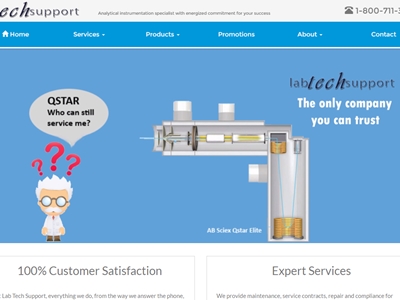 techsupport Analytical instrumentation specialist with energized commitment for your success 1-800-711-3
Home Services Products Promotions About Contact
labtechsupport
QSTAR
Who can still
service me?
The only company
you can trust
???
AB Sciex Qstar Elite
100% Customer Satisfaction
Expert Services
Lab Tech Support, everything we do, from the way we answer the phone,
We provide maintenance, service contracts, repair and compliance for